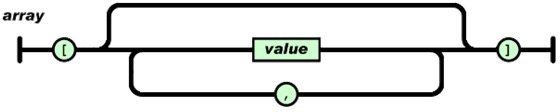 array
[ value ]
,